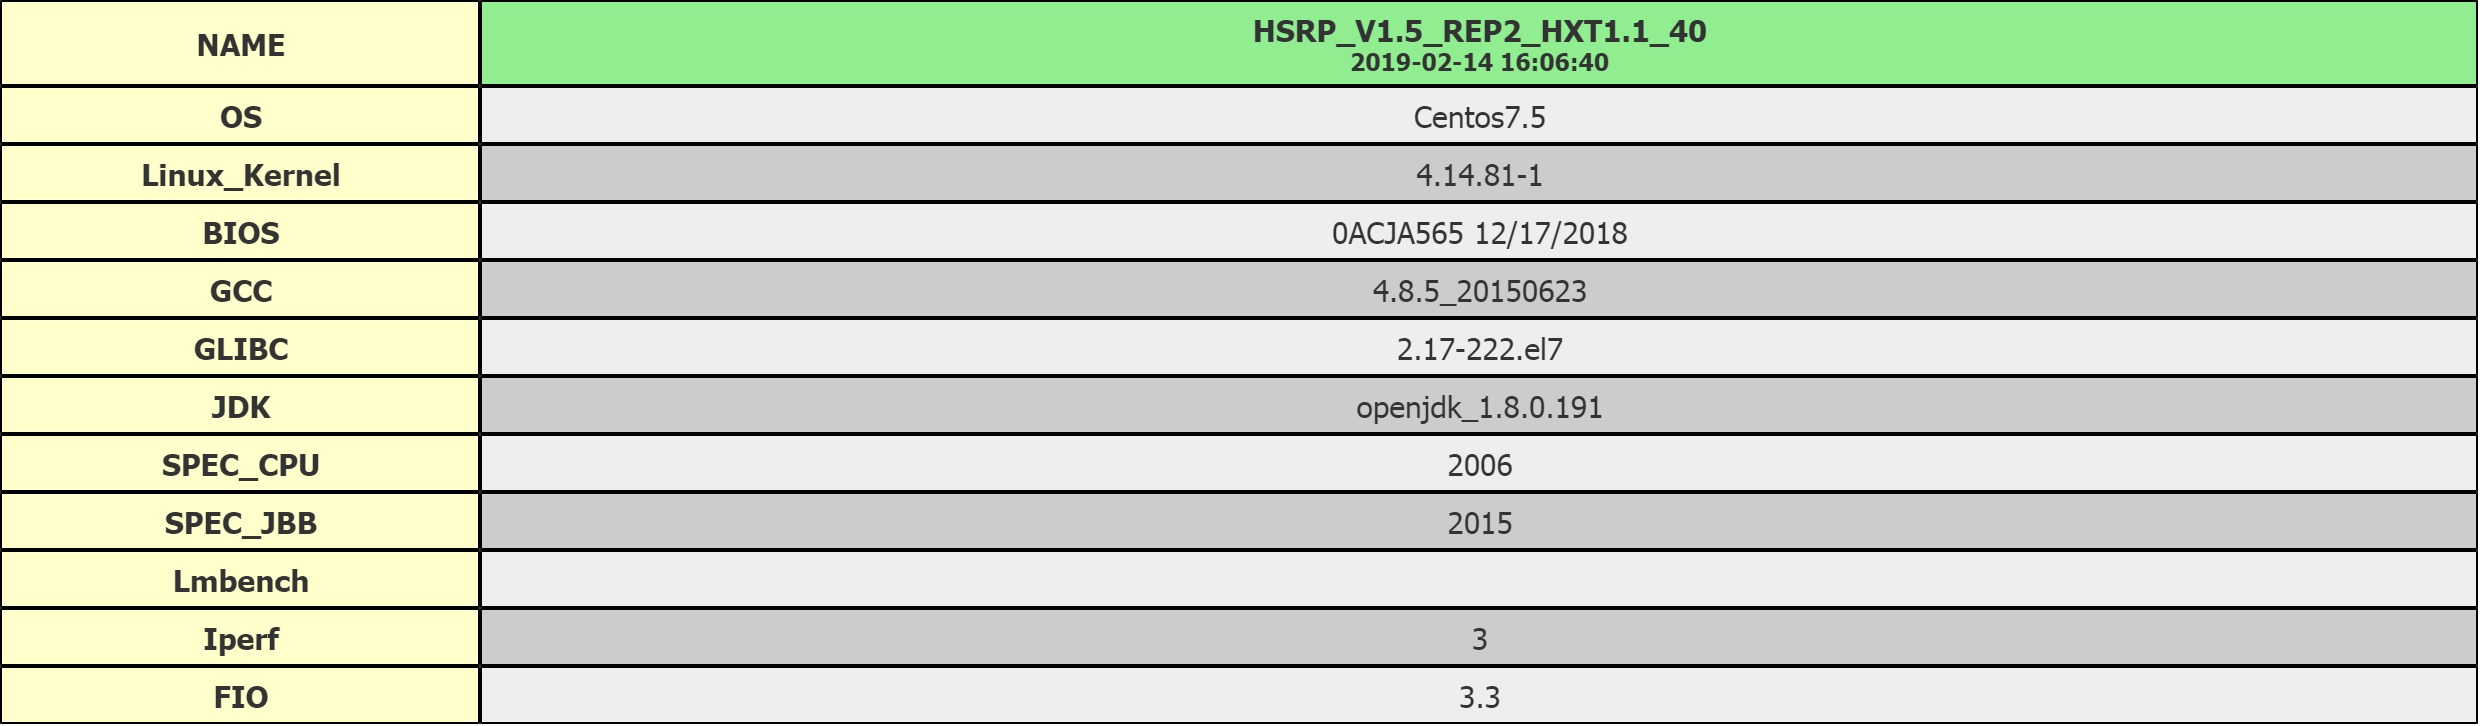 NAME
HSRP_V1.5_REP2_HXT1.1_40
2019-02-14 16:06:40
OS
Centos7.5
Linux_Kernel
4.14.81-1
BIOS
0ACJA565 12/17/2018
GCC
4.8.5_20150623
GLIBC
2.17-222.el7
JDK
openjdk_1.8.0.191
SPEC_CPU
2006
SPEC_JBB
2015
Lmbench
Iperf
3
FIO
3.3